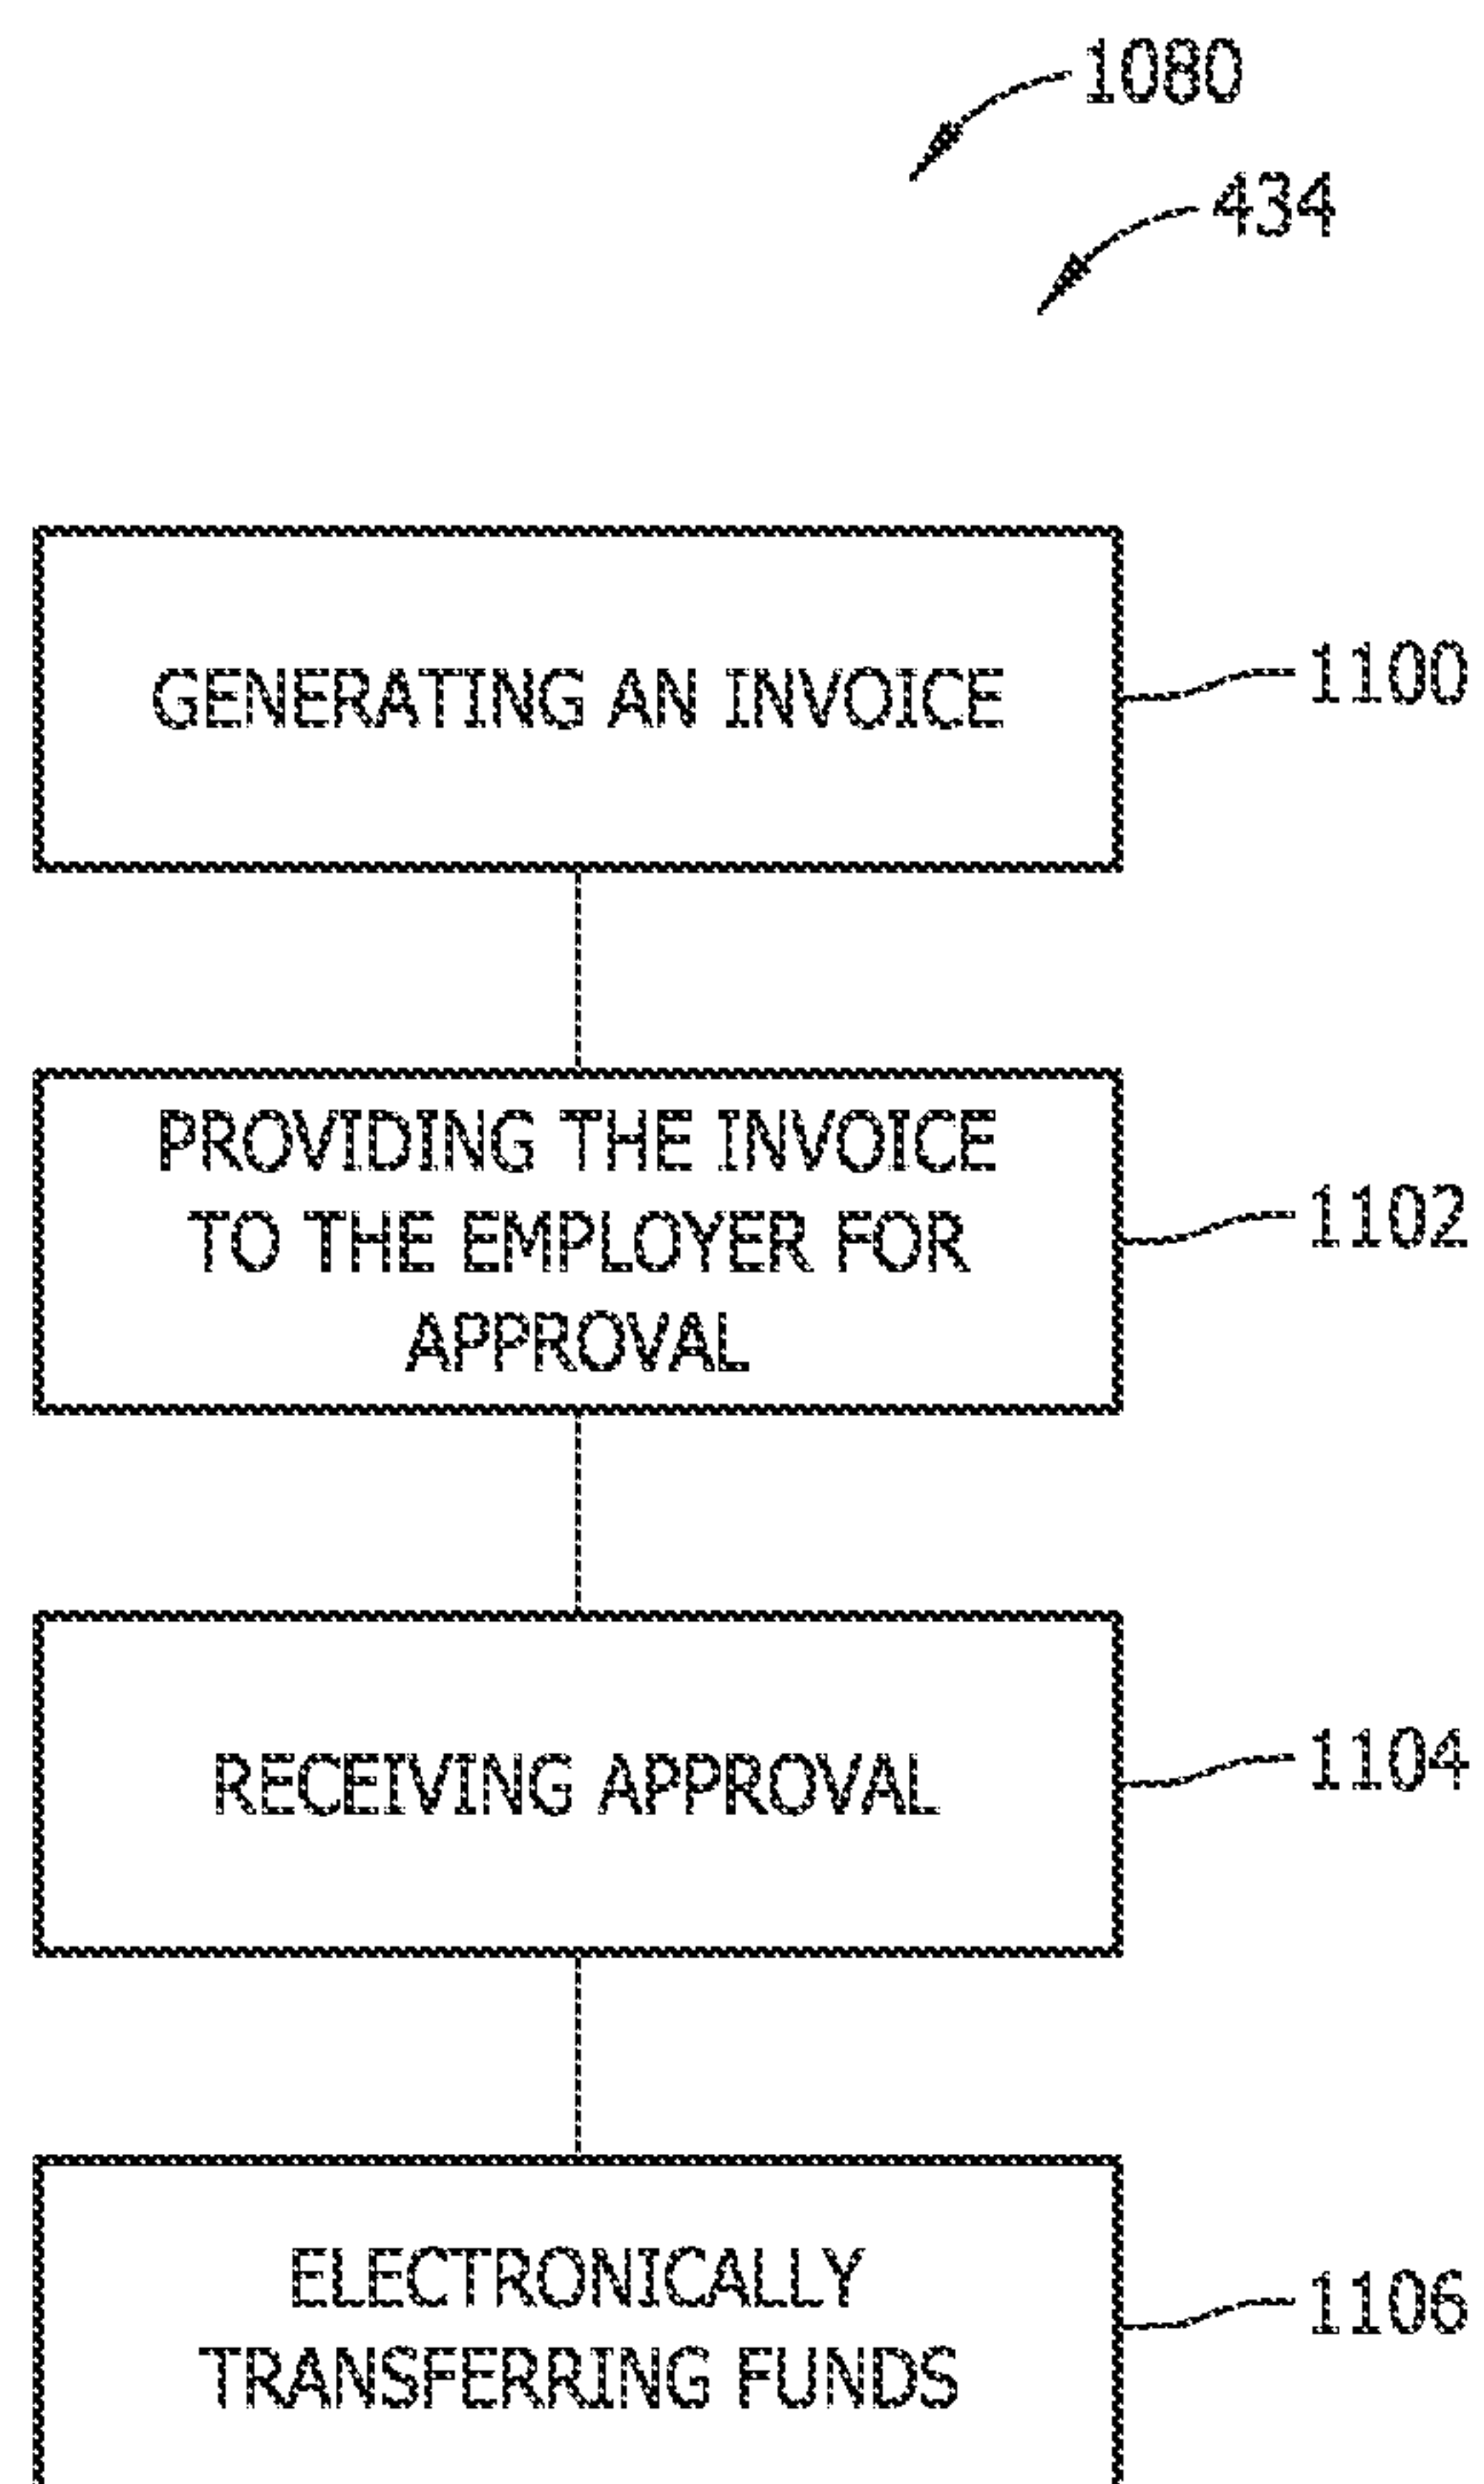 1080
434
GENERATING AN INVOICE
1100
PROVIDING THE INVOICE
TO THE EMPLOYER FOR
APPROVAL
1102
RECEIVING APPROVAL
1104
ELECTRONICALLY
TRANSFERRING FUNDS
1106